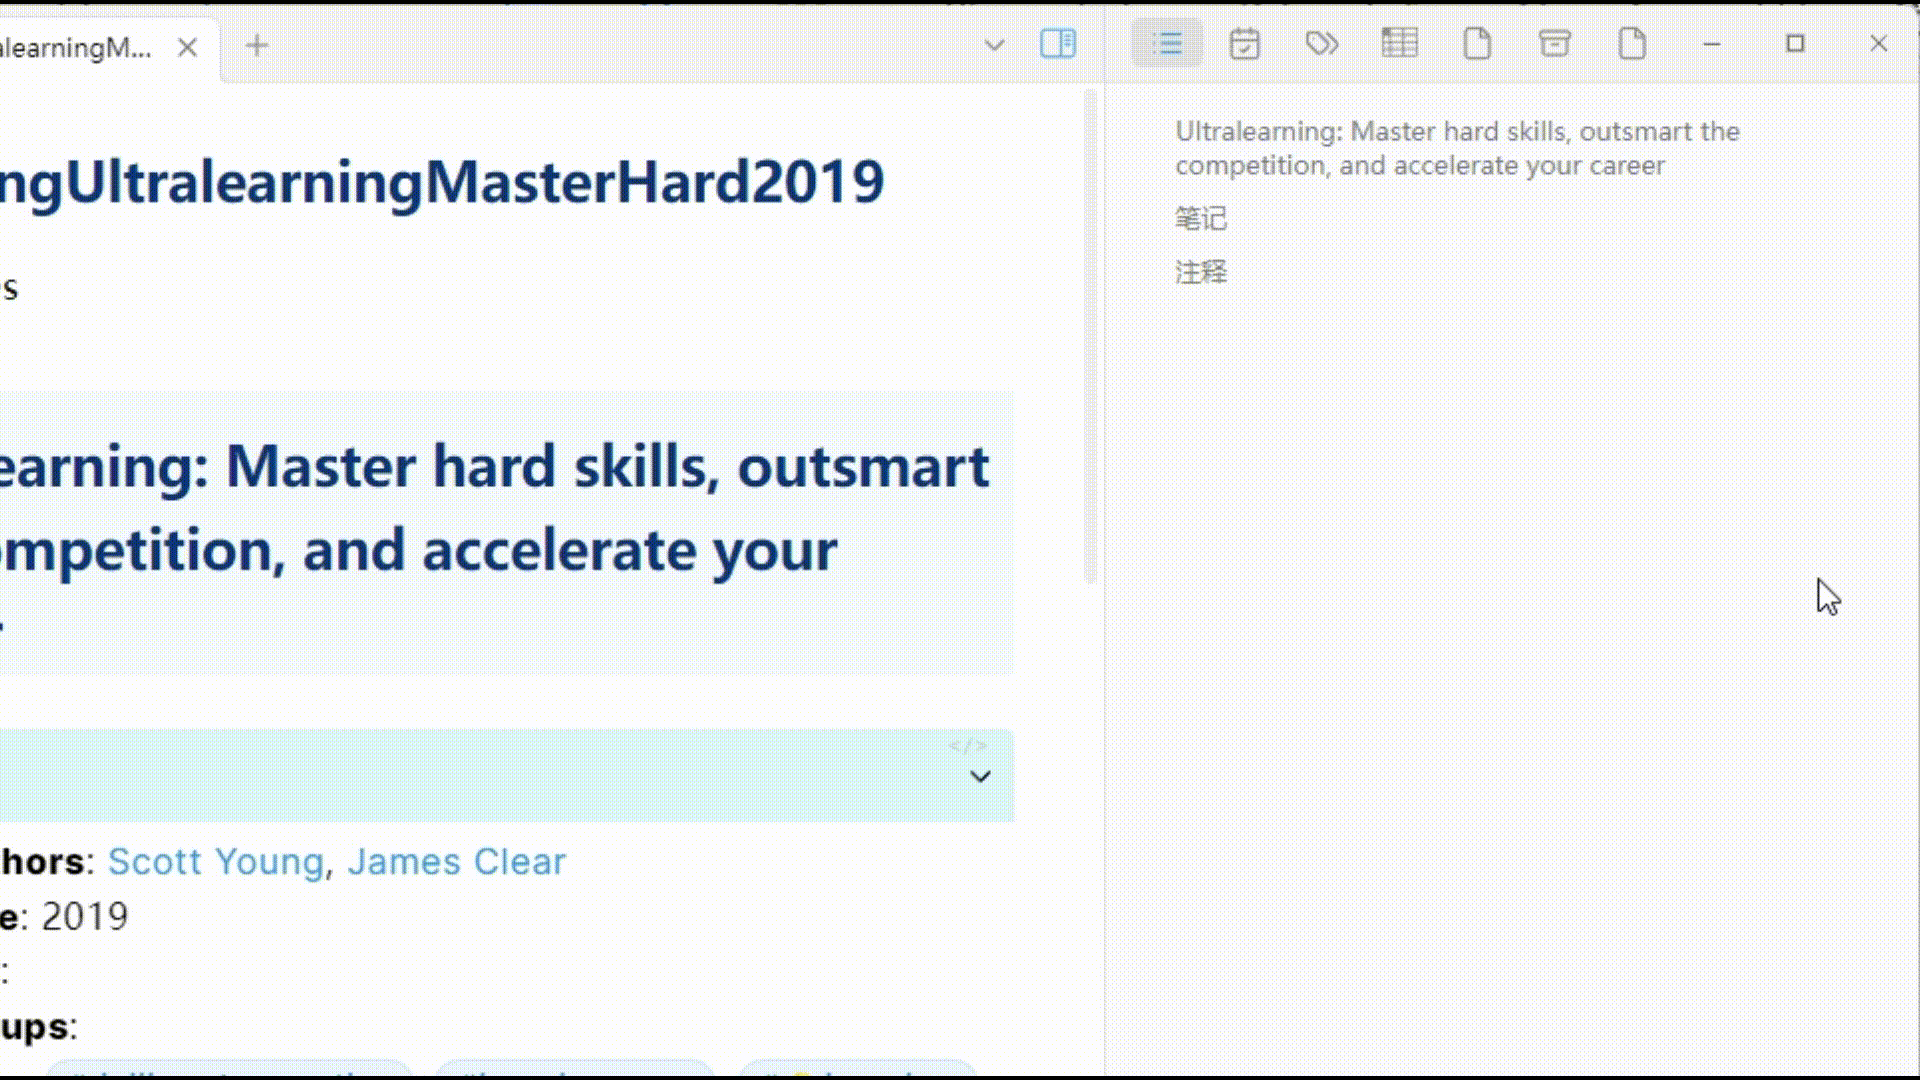 alearningM...
Ultralearning: Master hard skills, outsmart the
competition, and accelerate your career
笔记
注释
ngUltralearningMasterHard2019
s
earning: Master hard skills, outsmart
ompetition, and accelerate your
</>
hors: Scott Young, James Clear
e: 2019
:
ups: